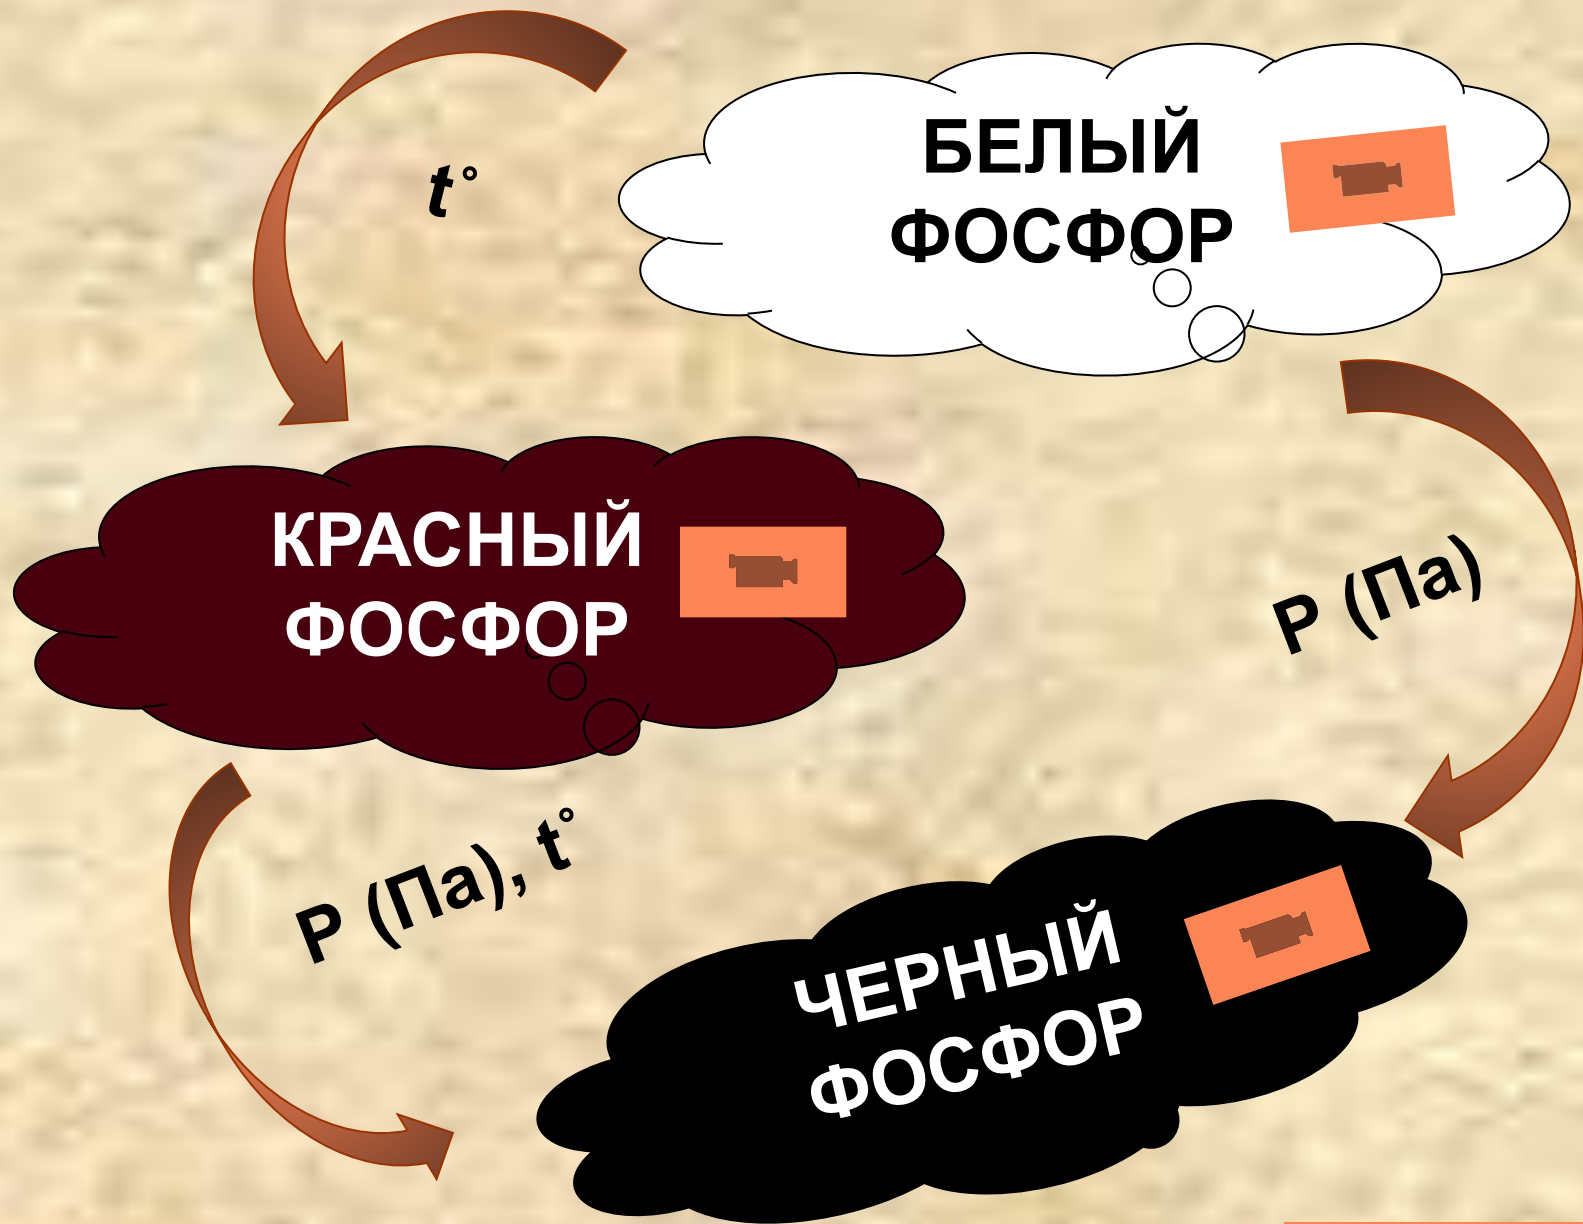 t°
БЕЛЫЙ
ФОСФОР
КРАСНЫЙ
ФОСФОР
Р (Па)
Р (Па), t°
ЧЕРНЫЙ
ФОСФОР